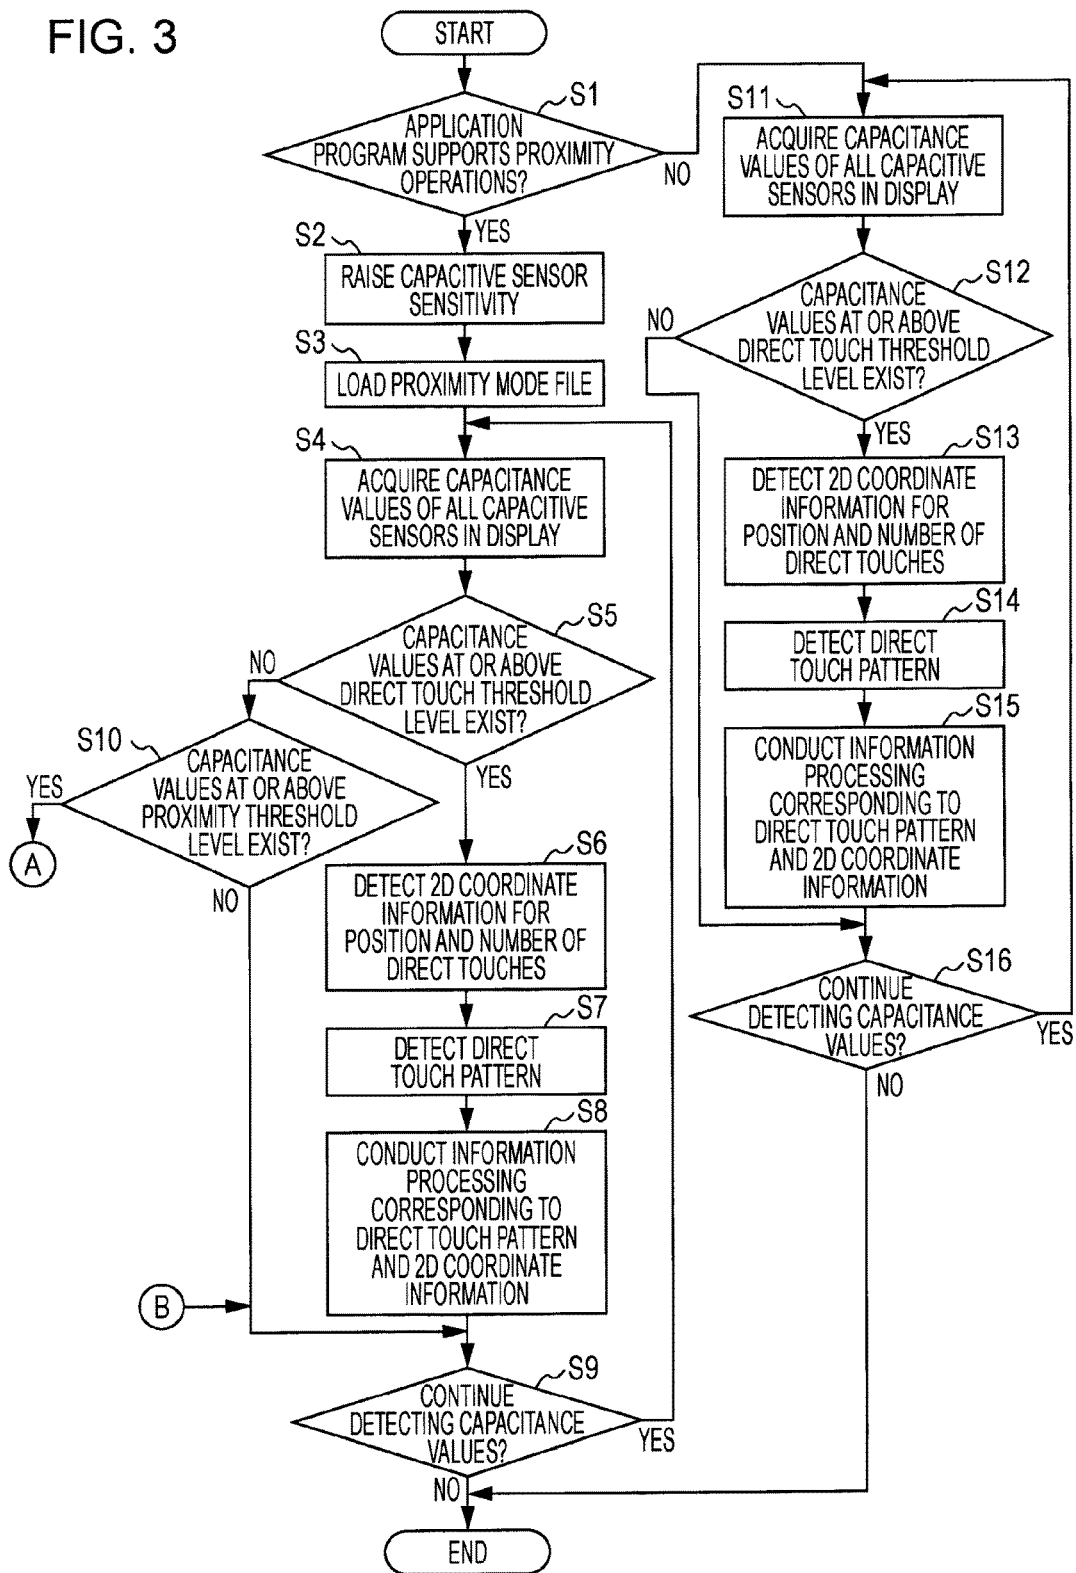 FIG. 3
START
S1
APPLICATION
PROGRAM SUPPORTS PROXIMITY
OPERATIONS?
NO
YES
S2
RAISE CAPACITIVE SENSOR
SENSITIVITY
S3
LOAD PROXIMITY MODE FILE
S4
ACQUIRE CAPACITANCE
VALUES OF ALL CAPACITIVE
SENSORS IN DISPLAY
S5
CAPACITANCE
VALUES AT OR ABOVE
DIRECT TOUCH THRESHOLD
LEVEL EXIST?
NO
YES
S10
CAPACITANCE
VALUES AT OR ABOVE
PROXIMITY THRESHOLD
LEVEL EXIST?
YES
A
NO
S6
DETECT 2D COORDINATE
INFORMATION FOR
POSITION AND NUMBER OF
DIRECT TOUCHES
S7
DETECT DIRECT
TOUCH PATTERN
S8
CONDUCT INFORMATION
PROCESSING
CORRESPONDING TO
DIRECT TOUCH PATTERN
AND 2D COORDINATE
INFORMATION
B
S9
CONTINUE
DETECTING CAPACITANCE
VALUES?
YES
NO
END
S11
ACQUIRE CAPACITANCE
VALUES OF ALL CAPACITIVE
SENSORS IN DISPLAY
S12
CAPACITANCE
VALUES AT OR ABOVE
DIRECT TOUCH THRESHOLD
LEVEL EXIST?
NO
YES
S13
DETECT 2D COORDINATE
INFORMATION FOR
POSITION AND NUMBER OF
DIRECT TOUCHES
S14
DETECT DIRECT
TOUCH PATTERN
S15
CONDUCT INFORMATION
PROCESSING
CORRESPONDING TO
DIRECT TOUCH PATTERN
AND 2D COORDINATE
INFORMATION
S16
CONTINUE
DETECTING CAPACITANCE
VALUES?
YES
NO